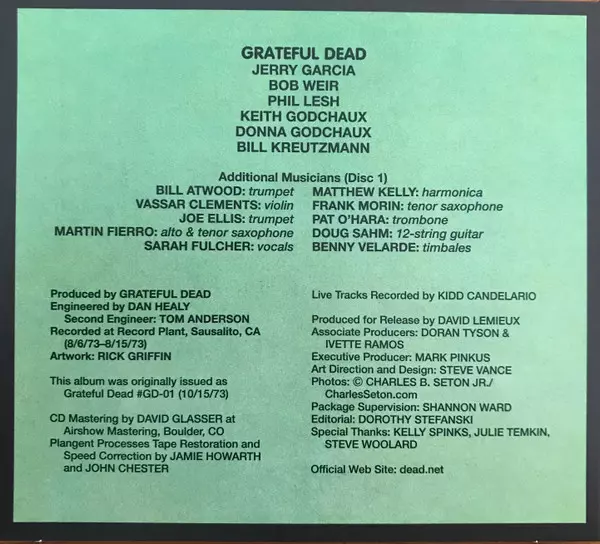 GRATEFUL DEAD
JERRY GARCIA
BOB WEIR
PHIL LESH
KEITH GODCHAUX
DONNA GODCHAUX
BILL KREUTZMANN
Additional Musicians (Disc 1)
BILL ATWOOD: trumpet
VASSAR CLEMENTS: violin
JOE ELLIS: trumpet
MARTIN FIERRO: alto & tenor saxophone
SARAH FULCHER: vocals
MATTHEW KELLY: harmonica
FRANK MORIN: tenor saxophone
PAT O'HARA: trombone
DOUG SAHM: 12-string guitar
BENNY VELARDE: timbales
Produced by GRATEFUL DEAD
Engineered by DAN HEALY
Second Engineer: TOM ANDERSON
Recorded at Record Plant, Sausalito, CA
(8/6/73–8/15/73)
Artwork: RICK GRIFFIN
This album was originally issued as
Grateful Dead #GD-01 (10/15/73)
CD Mastering by DAVID GLASSER at
Airshow Mastering, Boulder, CO
Plangent Processes Tape Restoration and
Speed Correction by JAMIE HOWARTH
and JOHN CHESTER
Live Tracks Recorded by KIDD CANDELARIO
Produced for Release by DAVID LEMIEUX
Associate Producers: DORAN TYSON &
IVETTE RAMOS
Executive Producer: MARK PINKUS
Art Direction and Design: STEVE VANCE
Photos: © CHARLES B. SETON JR./
CharlesSeton.com
Package Supervision: SHANNON WARD
Editorial: DOROTHY STEFANSKI
Special Thanks: KELLY SPINKS, JULIE TEMKIN,
STEVE WOOLARD
Official Web Site: dead.net